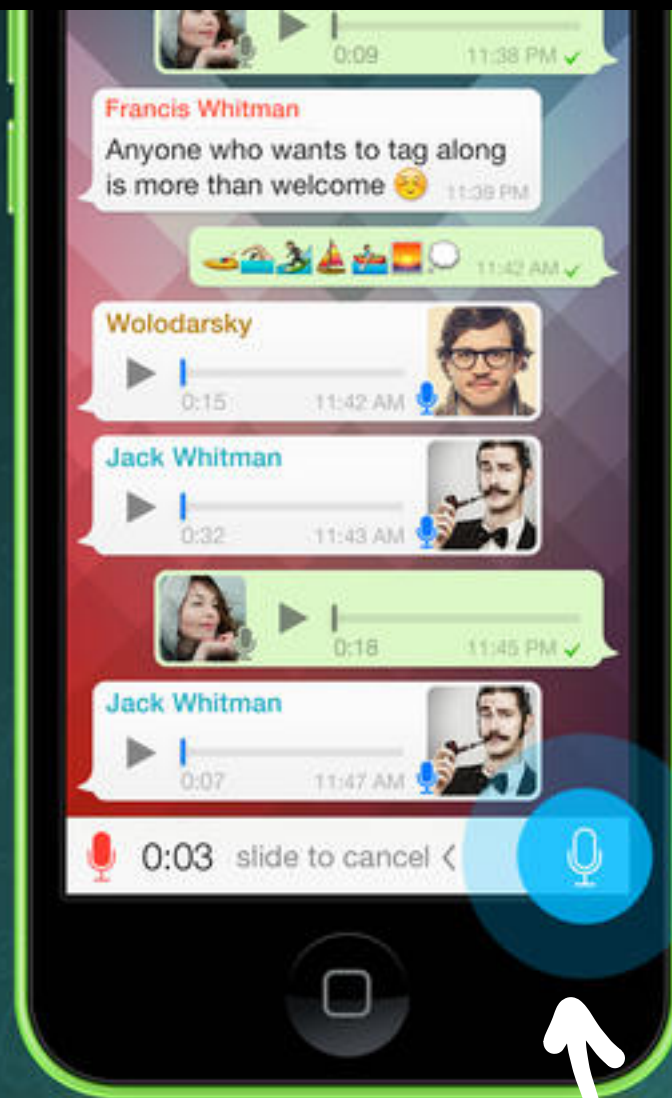 0:09 11:38 PM
Francis Whitman
Anyone who wants to tag along
is more than welcome ☺️ 11:39 PM
🚤🏊🏄⛵🚣🌅💭 11:42 AM
Wolodarsky
0:15 11:42 AM
Jack Whitman
0:32 11:43 AM
0:18 11:45 PM
Jack Whitman
0:07 11:47 AM
0:03 slide to cancel <